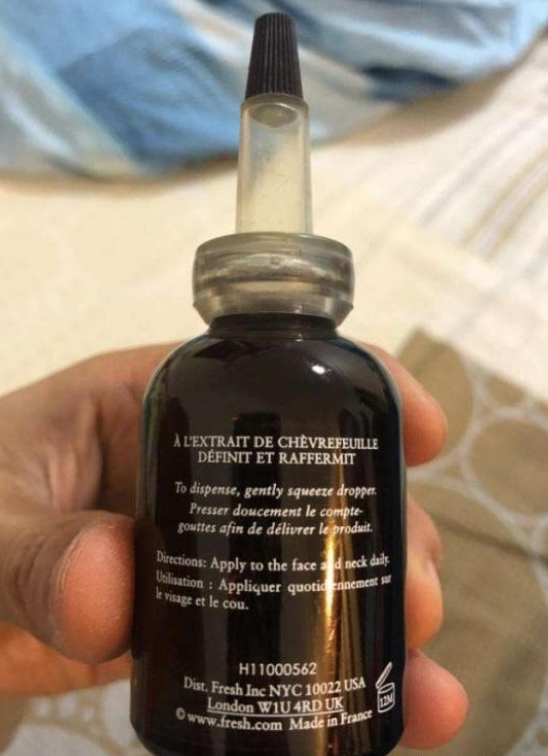 À L'EXTRAIT DE CHÈVREFEUILLE
DÉFINIT ET RAFFERMIT
To dispense, gently squeeze dropper.
Presser doucement le compte-
gouttes afin de délivrer le produit.
Directions: Apply to the face and neck daily.
Utilisation : Appliquer quotidiennement sur
le visage et le cou.
H11000562
Dist. Fresh Inc NYC 10022 USA
London W1U 4RD UK
© www.fresh.com Made in France
12M